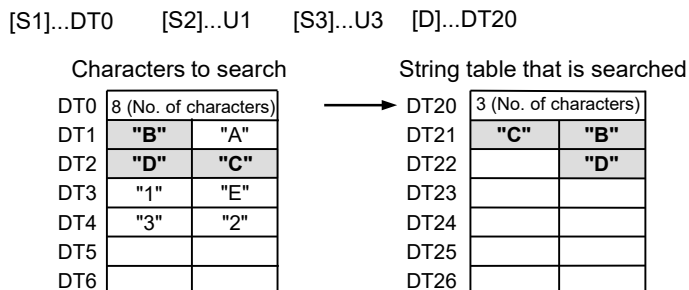 [S1]...DT0 [S2]...U1 [S3]...U3 [D]...DT20
Characters to search String table that is searched
DT0 8 (No. of characters) DT20 3 (No. of characters)
DT1 "B" "A" DT21 "C" "B"
DT2 "D" "C" DT22 "D"
DT3 "1" "E" DT23
DT4 "3" "2" DT24
DT5 DT25
DT6 DT26